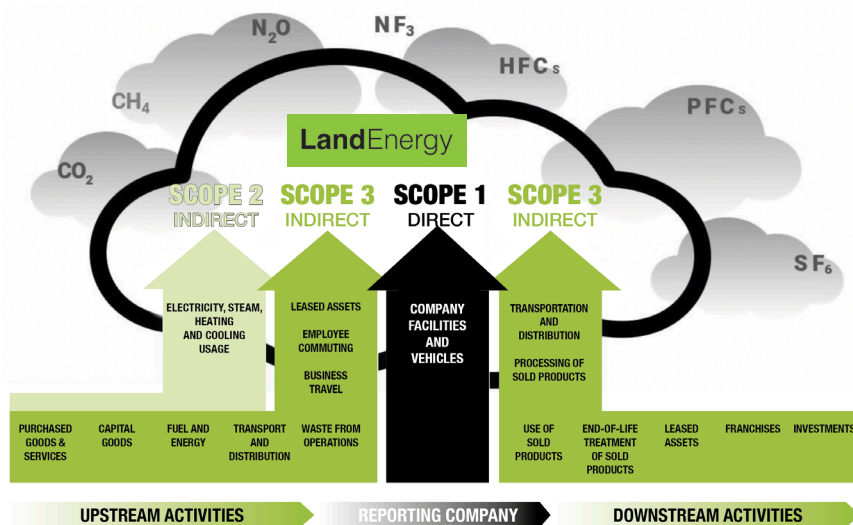 N₂O
NF₃
HFCs
CH₄
PFCs
CO₂
SF₆
LandEnergy
SCOPE 2
INDIRECT
SCOPE 3
INDIRECT
SCOPE 1
DIRECT
SCOPE 3
INDIRECT
ELECTRICITY, STEAM,
HEATING
AND COOLING
USAGE
LEASED ASSETS
EMPLOYEE
COMMUTING
BUSINESS
TRAVEL
COMPANY
FACILITIES
AND
VEHICLES
TRANSPORTATION
AND
DISTRIBUTION
PROCESSING OF
SOLD PRODUCTS
PURCHASED
GOODS &
SERVICES
CAPITAL
GOODS
FUEL AND
ENERGY
TRANSPORT
AND
DISTRIBUTION
WASTE FROM
OPERATIONS
USE OF
SOLD
PRODUCTS
END-OF-LIFE
TREATMENT
OF SOLD
PRODUCTS
LEASED
ASSETS
FRANCHISES
INVESTMENTS
UPSTREAM ACTIVITIES
REPORTING COMPANY
DOWNSTREAM ACTIVITIES